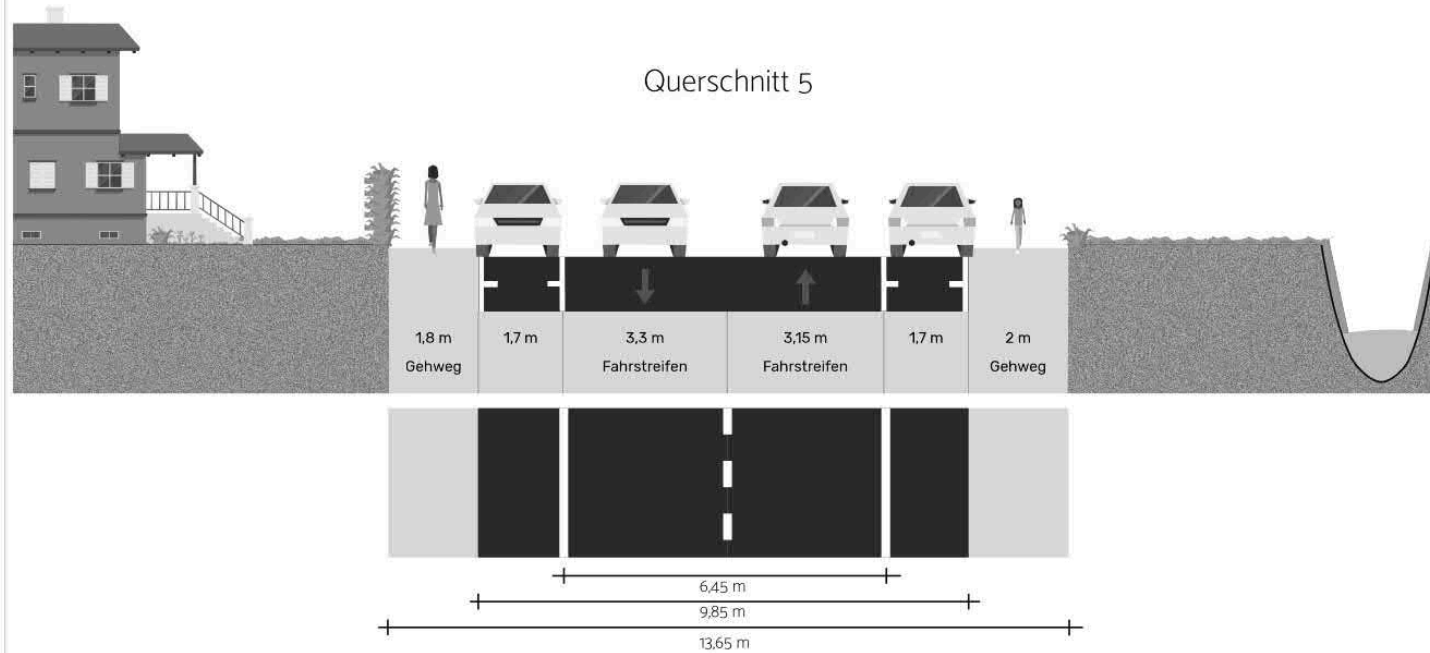 Querschnitt 5
1,8 m
Gehweg
1,7 m
3,3 m
Fahrstreifen
3,15 m
Fahrstreifen
1,7 m
2 m
Gehweg
6,45 m
9,85 m
13,65 m